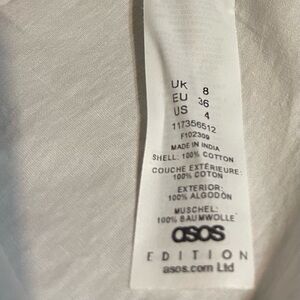 UK 8
EU 36
US 4
117356512
F102309
MADE IN INDIA
SHELL: 100% COTTON
COUCHE EXTÉRIEURE:
100% COTON
EXTERIOR:
100% ALGODÓN
MUSCHEL:
100% BAUMWOLLE
asos
EDITION
asos.com Ltd